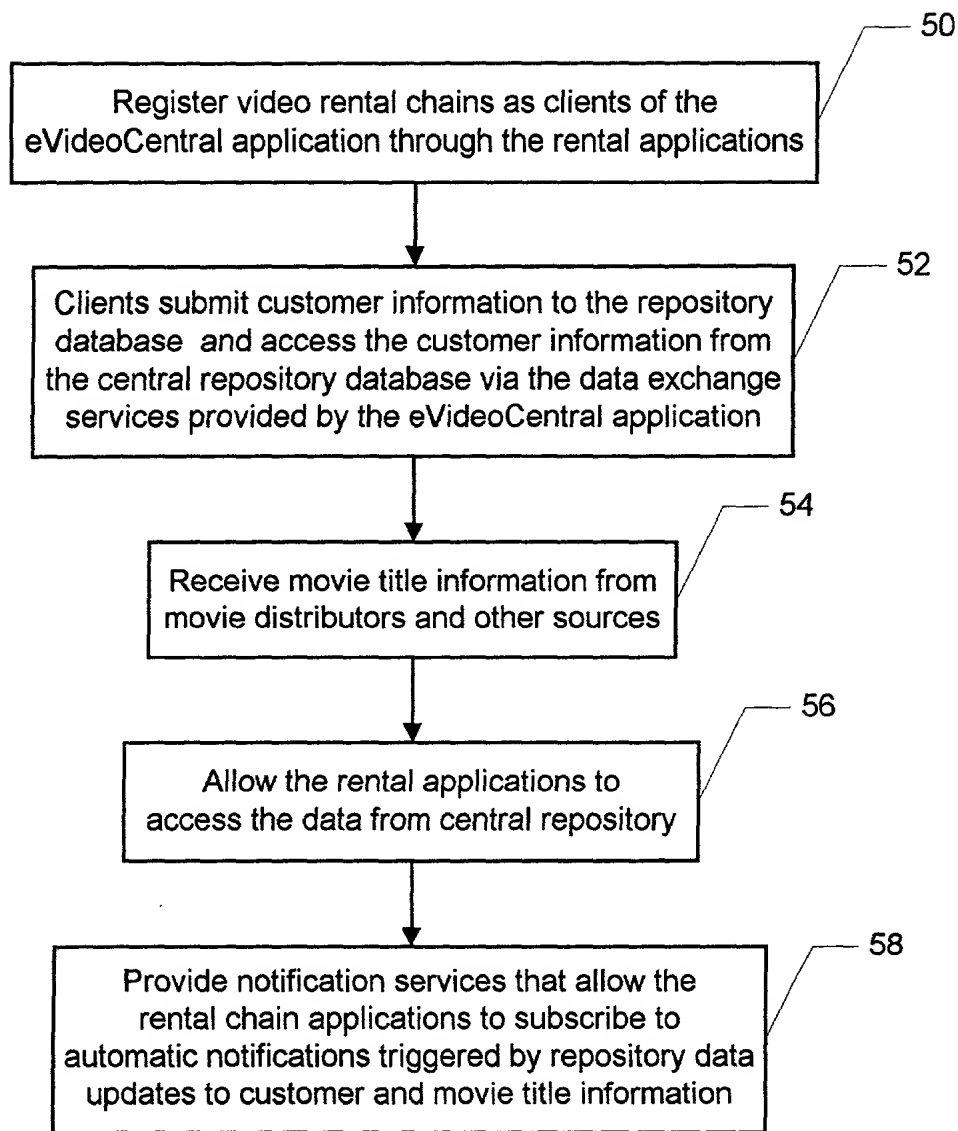 50
Register video rental chains as clients of the
eVideoCentral application through the rental applications
52
Clients submit customer information to the repository
database and access the customer information from
the central repository database via the data exchange
services provided by the eVideoCentral application
54
Receive movie title information from
movie distributors and other sources
56
Allow the rental applications to
access the data from central repository
58
Provide notification services that allow the
rental chain applications to subscribe to
automatic notifications triggered by repository data
updates to customer and movie title information